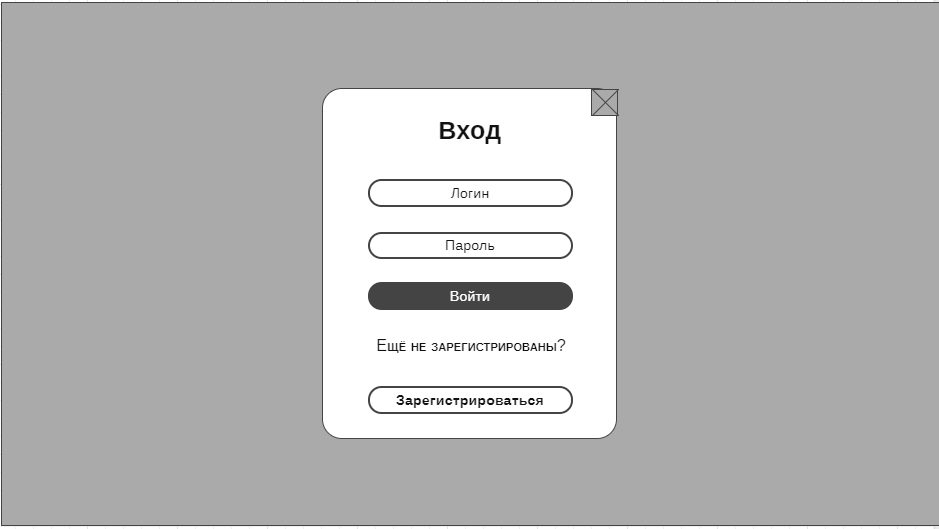 Вход
Логин
Пароль
Войти
Ещё не зарегистрированы?
Зарегистрироваться